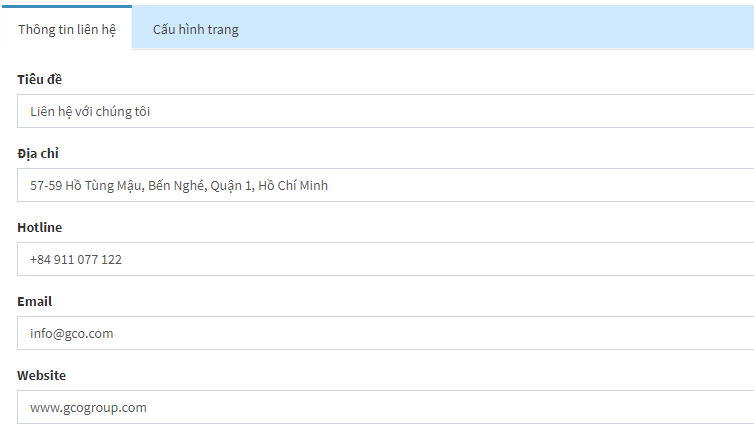 Thông tin liên hệ
Cấu hình trang
Tiêu đề
Liên hệ với chúng tôi
Địa chỉ
57-59 Hồ Tùng Mậu, Bến Nghé, Quận 1, Hồ Chí Minh
Hotline
+84 911 077 122
Email
info@gco.com
Website
www.gcogroup.com